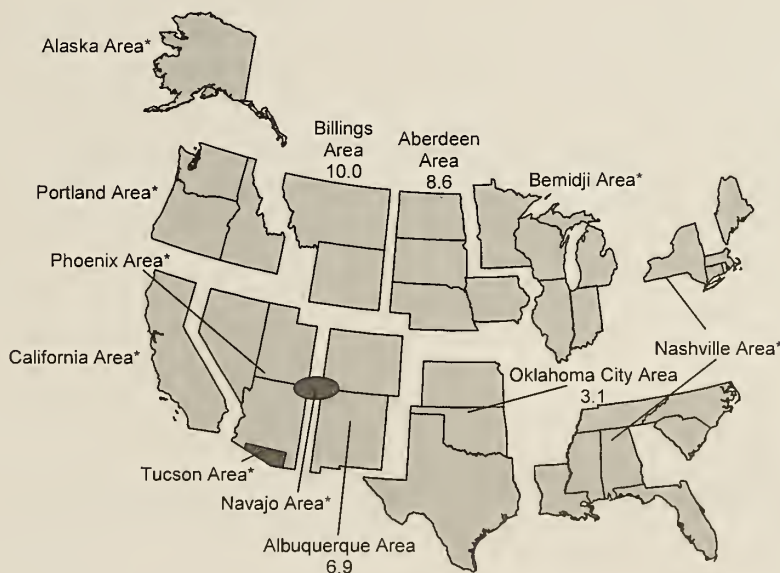 Alaska Area*
Billings
Area
10.0
Aberdeen
Area
8.6
Bemidji Area*
Portland Area*
Phoenix Area*
California Area*
Nashville Area*
Oklahoma City Area
3.1
Tucson Area*
Navajo Area*
Albuquerque Area
6.9